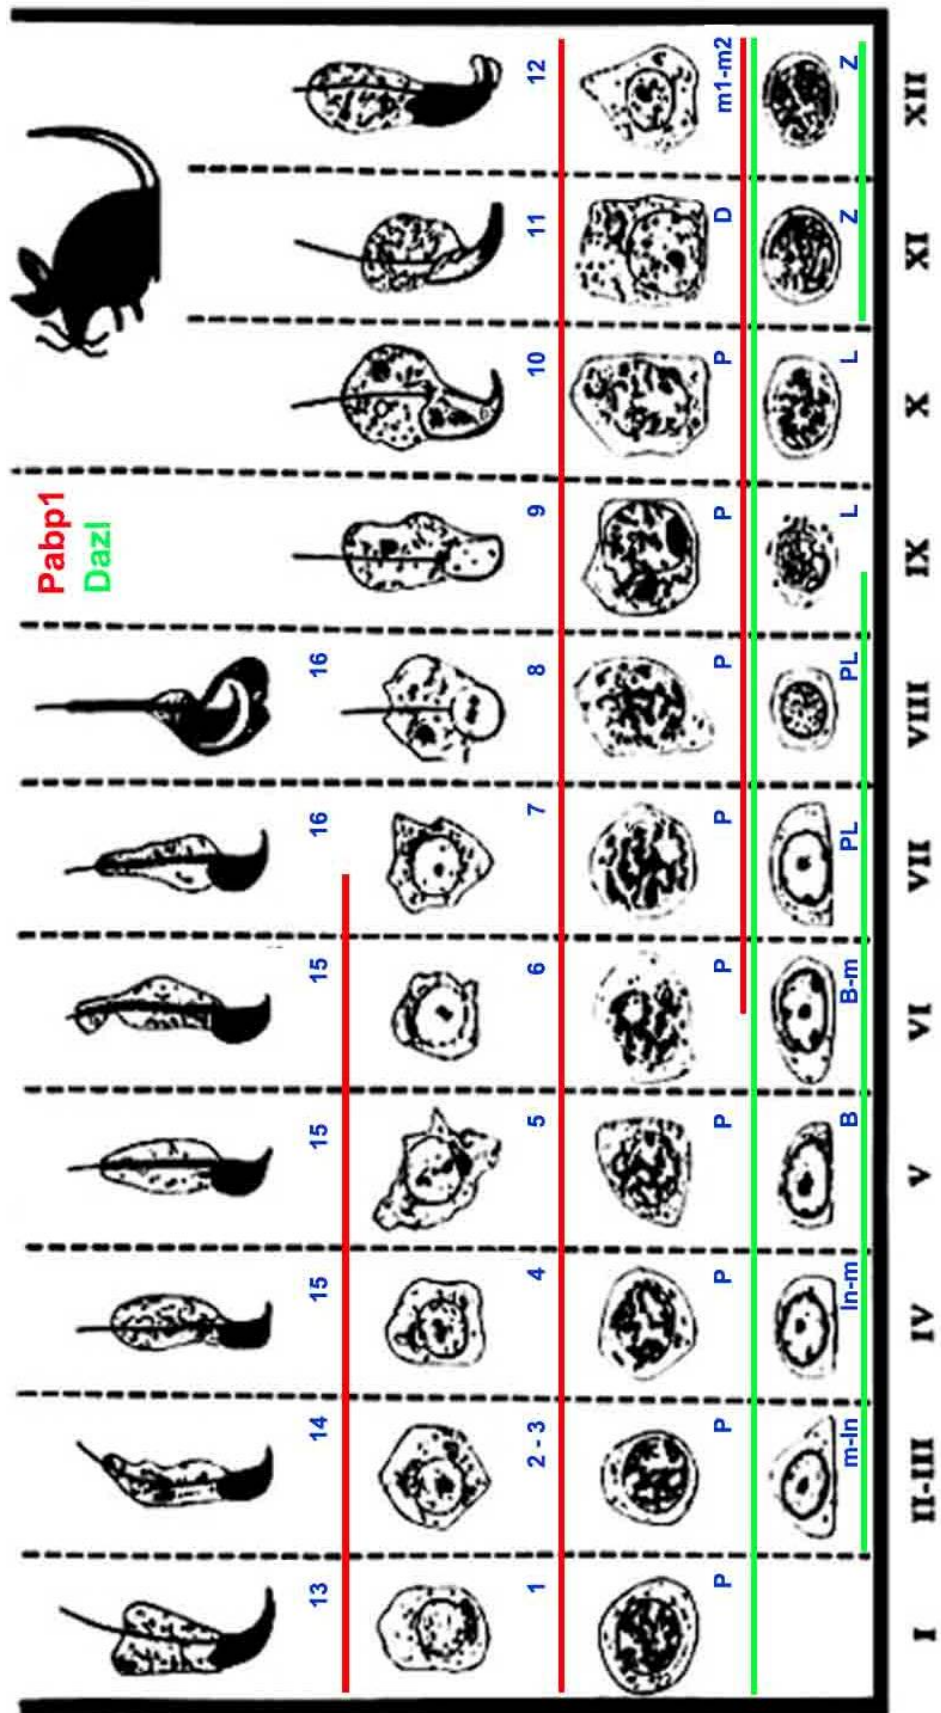 Pabp1
Dazl
13 14 15 15 15 16 16
1 2 - 3 4 5 6 7 8 9 10 11 12
P P P P P P P P P D m1-m2
m-In In-m B B-m PL PL L L Z Z
I II-III IV V VI VII VIII IX X XI XII